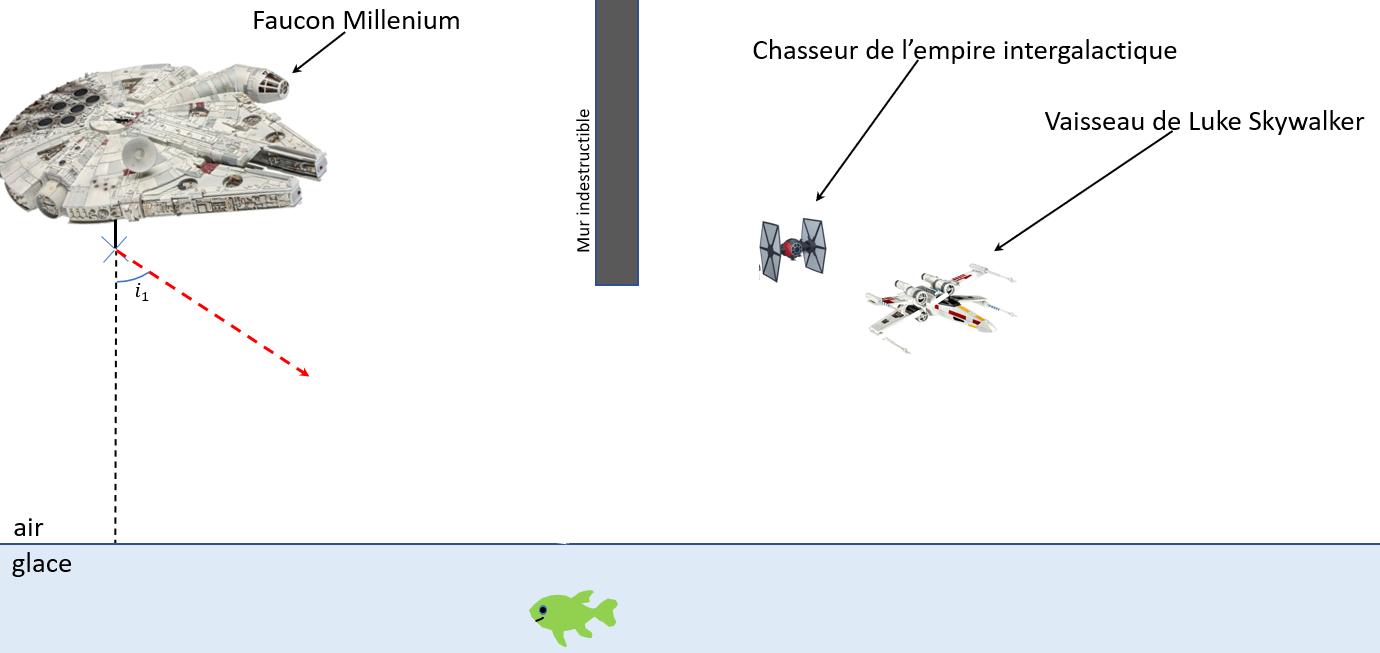 Faucon Millenium
Chasseur de l’empire intergalactique
Vaisseau de Luke Skywalker
Mur indestructible
i₁
air
glace